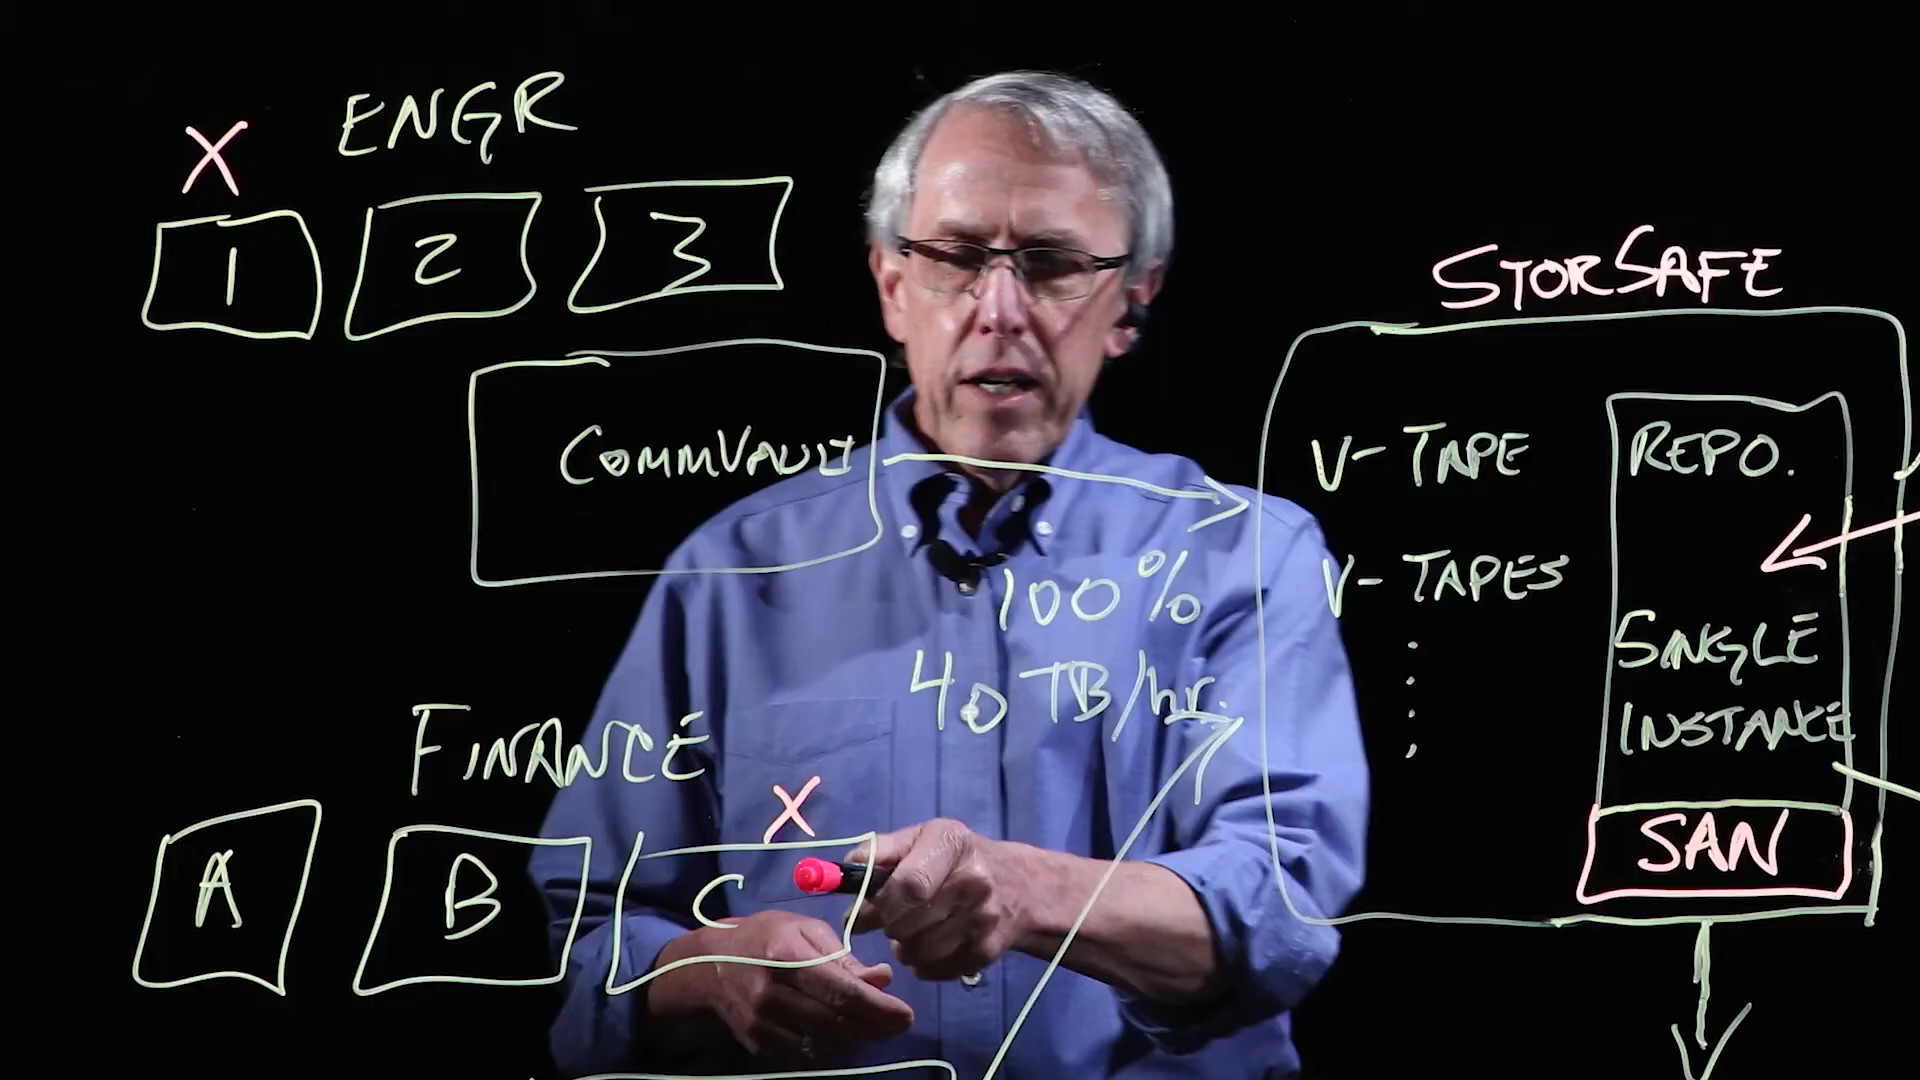 ENGR
X
1 2 3
COMMVAULT
100%
40 TB/hr.
FINANCE
X
A B C
STORSAFE
V-TAPE
V-TAPES
REPO.
SINGLE
INSTANCE
SAN